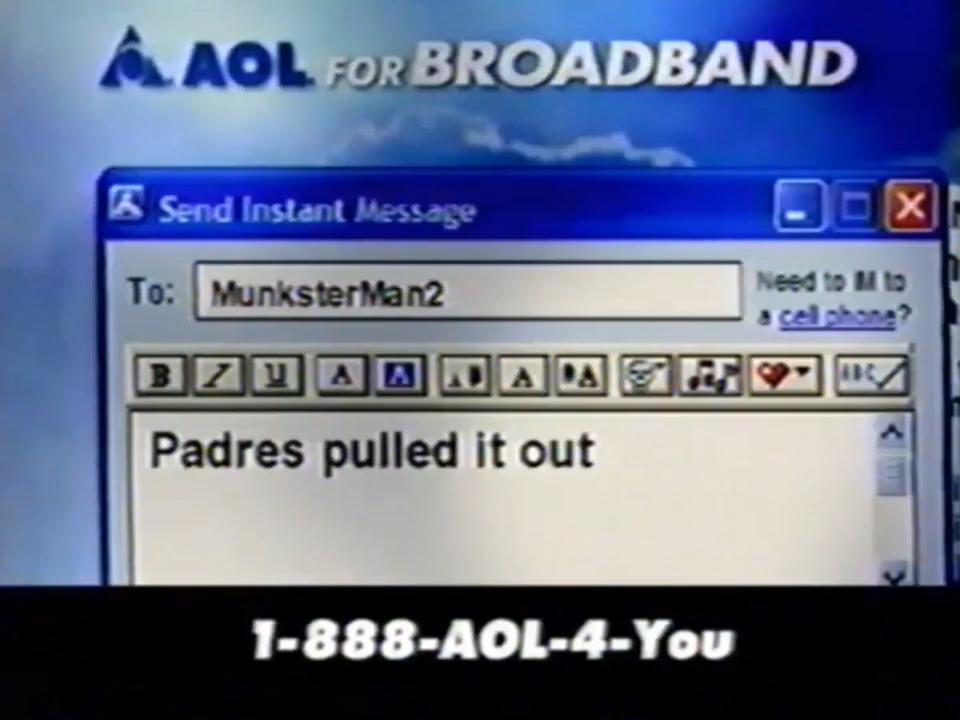 AOL FOR BROADBAND
Send Instant Message
To: MunksterMan2
Need to IM to
a cell phone?
B I U A A A B A A A ABC
Padres pulled it out
1-888-AOL-4-You